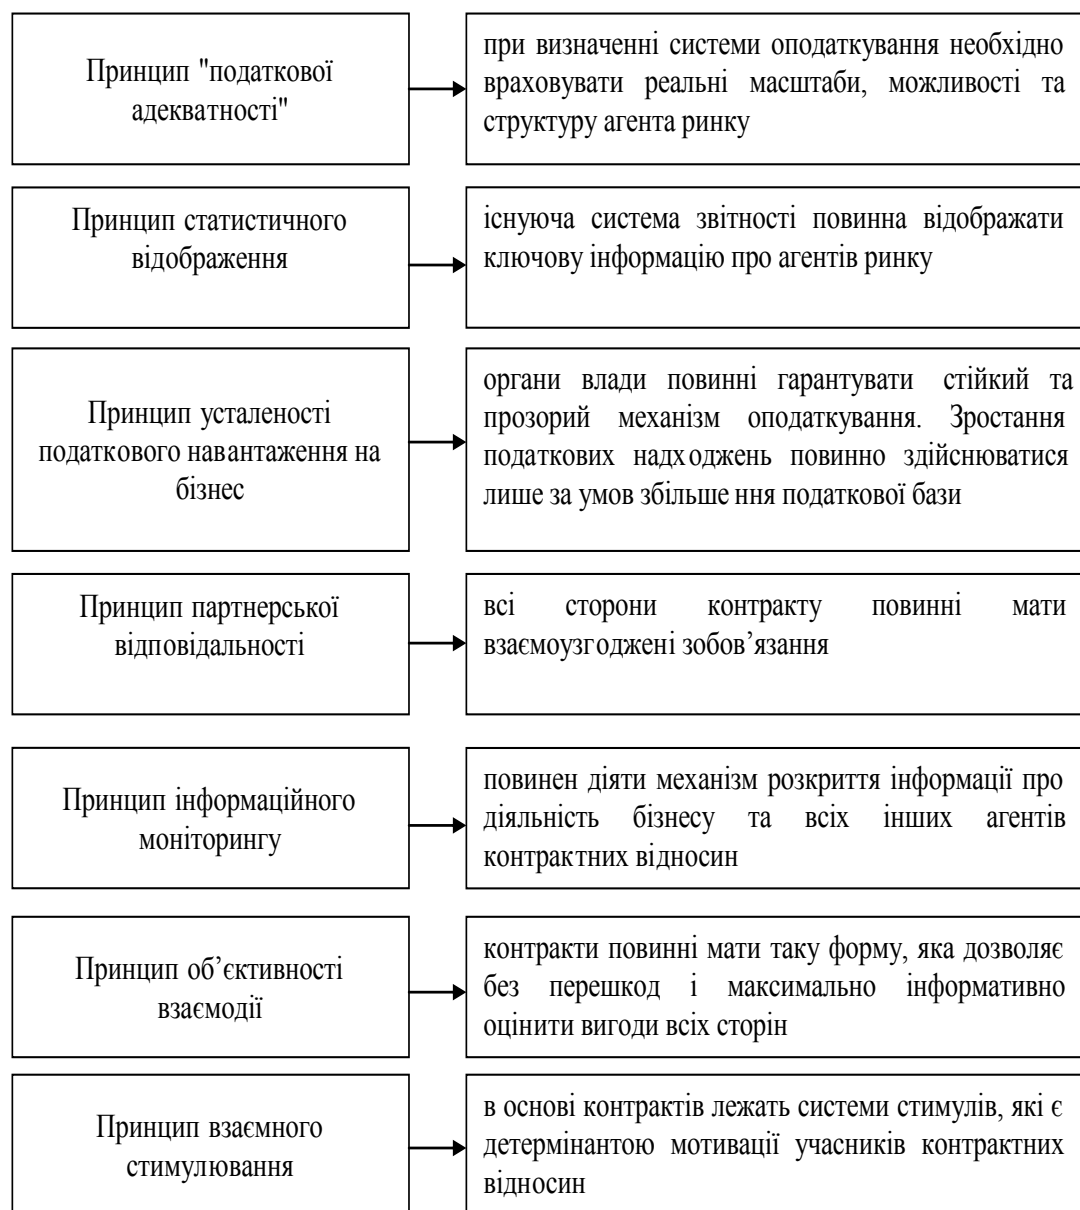 Принцип "податкової
адекватності"
при визначенні системи оподаткування необхідно
враховувати реальні масштаби, можливості та
структуру агента ринку
Принцип статистичного
відображення
існуюча система звітності повинна відображати
ключову інформацію про агентів ринку
Принцип усталеності
податкового навантаження на
бізнес
органи влади повинні гарантувати стійкий та
прозорий механізм оподаткування. Зростання
податкових надходжень повинно здійснюватися
лише за умов збільше ння податкової бази
Принцип партнерської
відповідальності
всі сторони контракту повинні мати
взаємоузгоджені зобов’язання
Принцип інформаційного
моніторингу
повинен діяти механізм розкриття інформації про
діяльність бізнесу та всіх інших агентів
контрактних відносин
Принцип об’єктивності
взаємодії
контракти повинні мати таку форму, яка дозволяє
без перешкод і максимально інформативно
оцінити вигоди всіх сторін
Принцип взаємного
стимулювання
в основі контрактів лежать системи стимулів, які є
детермінантою мотивації учасників контрактних
відносин